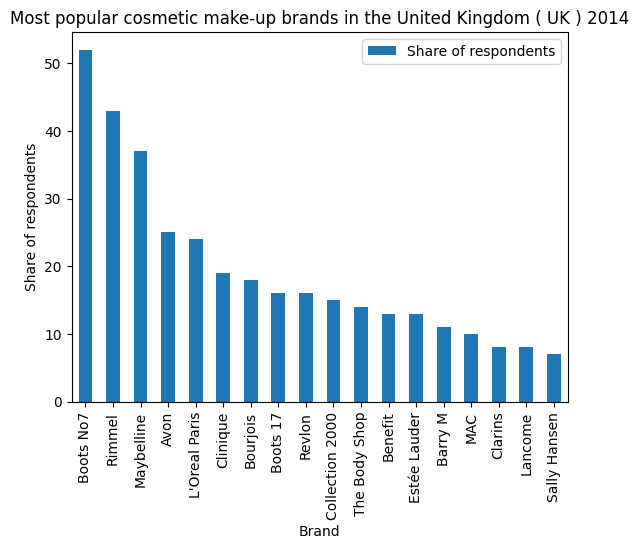 Most popular cosmetic make-up brands in the United Kingdom ( UK ) 2014
Share of respondents
Share of respondents
50
40
30
20
10
0
Boots No7
Rimmel
Maybelline
Avon
L'Oreal Paris
Clinique
Bourjois
Boots 17
Revlon
Collection 2000
The Body Shop
Benefit
Estée Lauder
Barry M
MAC
Clarins
Lancome
Sally Hansen
Brand